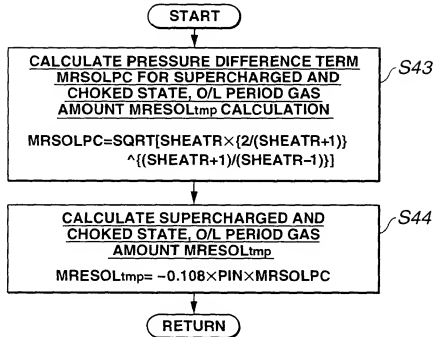 START
CALCULATE PRESSURE DIFFERENCE TERM
MRSOLPC FOR SUPERCHARGED AND
CHOKED STATE, O/L PERIOD GAS
AMOUNT MRESOLtmp CALCULATION
MRSOLPC=SQRT[SHEATR×{2/(SHEATR+1)}
^{(SHEATR+1)/(SHEATR−1)}]
S43
CALCULATE SUPERCHARGED AND
CHOKED STATE, O/L PERIOD GAS
AMOUNT MRESOLtmp
MRESOLtmp= −0.108×PIN×MRSOLPC
S44
RETURN